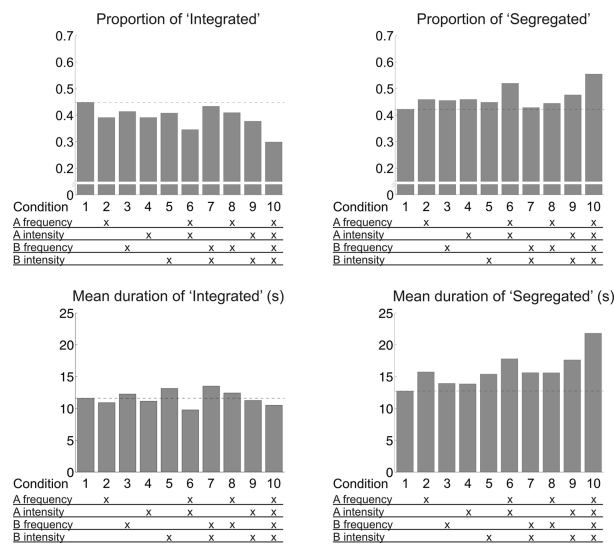 Proportion of ‘Integrated’
0.7
0.6
0.5
0.4
0.3
0.2
0
Condition 1 2 3 4 5 6 7 8 9 10
A frequency x x x x
A intensity x x x x
B frequency x x x x
B intensity x x x x
Proportion of ‘Segregated’
0.7
0.6
0.5
0.4
0.3
0.2
0
Condition 1 2 3 4 5 6 7 8 9 10
A frequency x x x x
A intensity x x x x
B frequency x x x x
B intensity x x x x
Mean duration of ‘Integrated’ (s)
25
20
15
10
5
0
Condition 1 2 3 4 5 6 7 8 9 10
A frequency x x x x
A intensity x x x x
B frequency x x x x
B intensity x x x x
Mean duration of ‘Segregated’ (s)
25
20
15
10
5
0
Condition 1 2 3 4 5 6 7 8 9 10
A frequency x x x x
A intensity x x x x
B frequency x x x x
B intensity x x x x